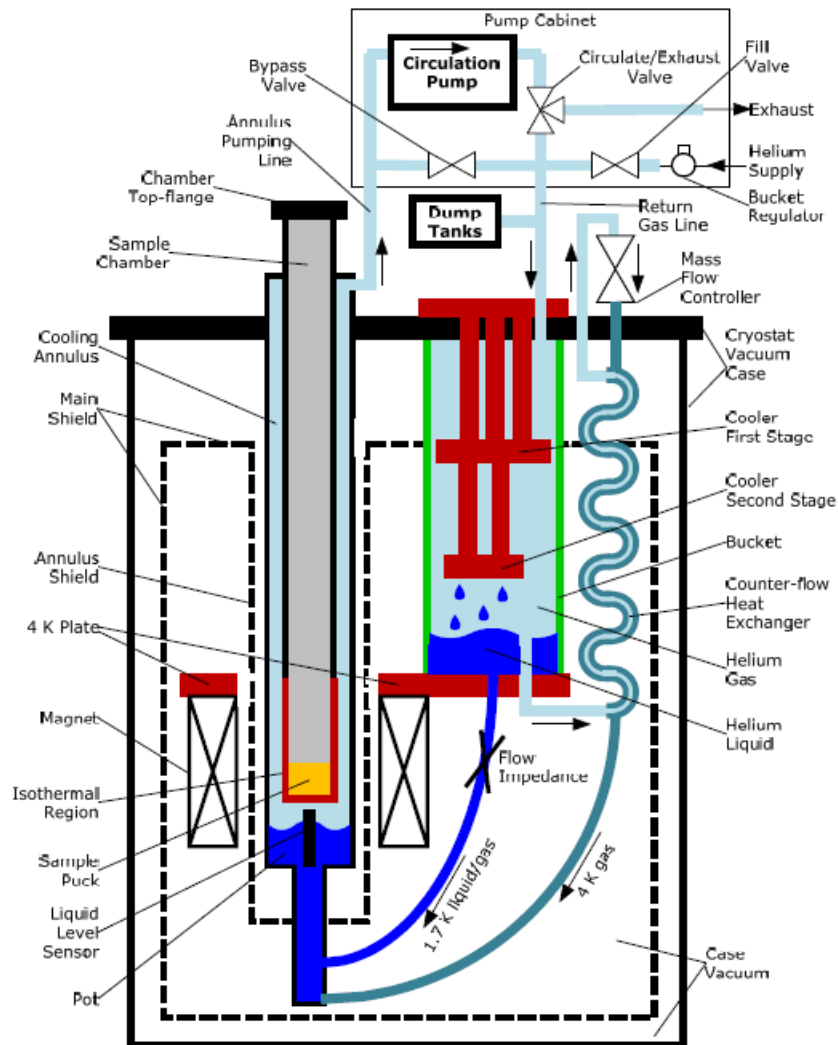 Pump Cabinet
Circulation
Pump
Bypass
Valve
Circulate/Exhaust
Valve
Fill
Valve
Exhaust
Annulus
Pumping
Line
Helium
Supply
Chamber
Top-flange
Dump
Tanks
Return
Gas Line
Bucket
Regulator
Sample
Chamber
Mass
Flow
Controller
Cooling
Annulus
Cryostat
Vacuum
Case
Main
Shield
Cooler
First Stage
Cooler
Second Stage
Annulus
Shield
Bucket
4 K Plate
Counter-flow
Heat
Exchanger
Helium
Gas
Magnet
Helium
Liquid
Flow
Impedance
Isothermall
Region
Sample
Puck
1.7 K liquid/gas
4 K gas
Liquid
Level
Sensor
Pot
Case
Vacuum